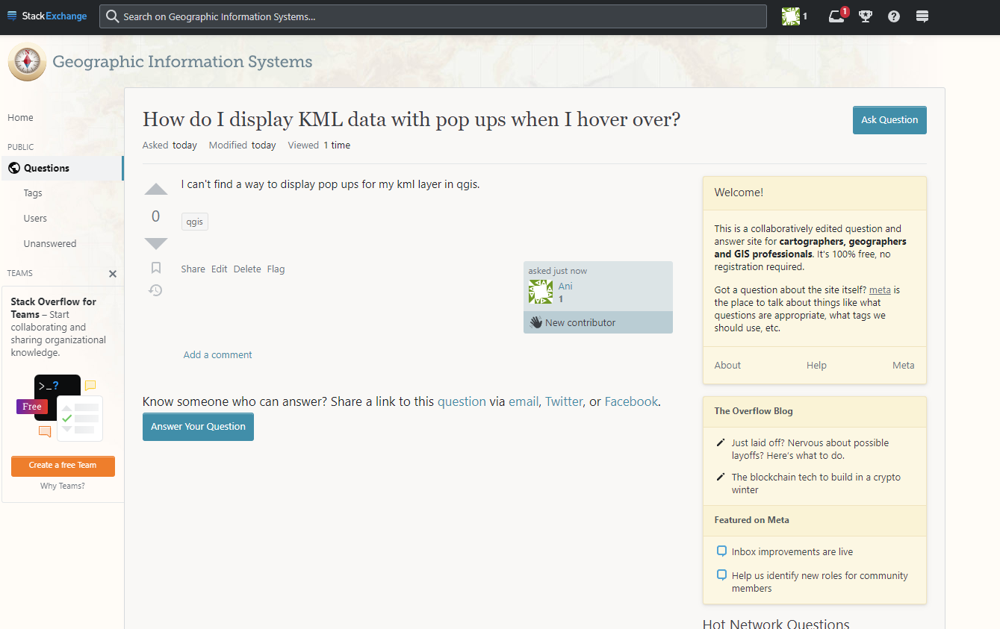 StackExchange
Search on Geographic Information Systems...
1
1
Geographic Information Systems
Home
PUBLIC
Questions
Tags
Users
Unanswered
TEAMS
Stack Overflow for
Teams – Start
collaborating and
sharing organizational
knowledge.
>_?
Free
Create a free Team
Why Teams?
How do I display KML data with pop ups when I hover over?
Ask Question
Asked today Modified today Viewed 1 time
I can't find a way to display pop ups for my kml layer in qgis.
0
qgis
Share Edit Delete Flag
asked just now
Ani
1
New contributor
Add a comment
Know someone who can answer? Share a link to this question via email, Twitter, or Facebook.
Answer Your Question
Welcome!
This is a collaboratively edited question and
answer site for cartographers, geographers
and GIS professionals. It's 100% free, no
registration required.
Got a question about the site itself? meta is
the place to talk about things like what
questions are appropriate, what tags we
should use, etc.
About Help Meta
The Overflow Blog
Just laid off? Nervous about possible
layoffs? Here's what to do.
The blockchain tech to build in a crypto
winter
Featured on Meta
Inbox improvements are live
Help us identify new roles for community
members
Hot Network Questions